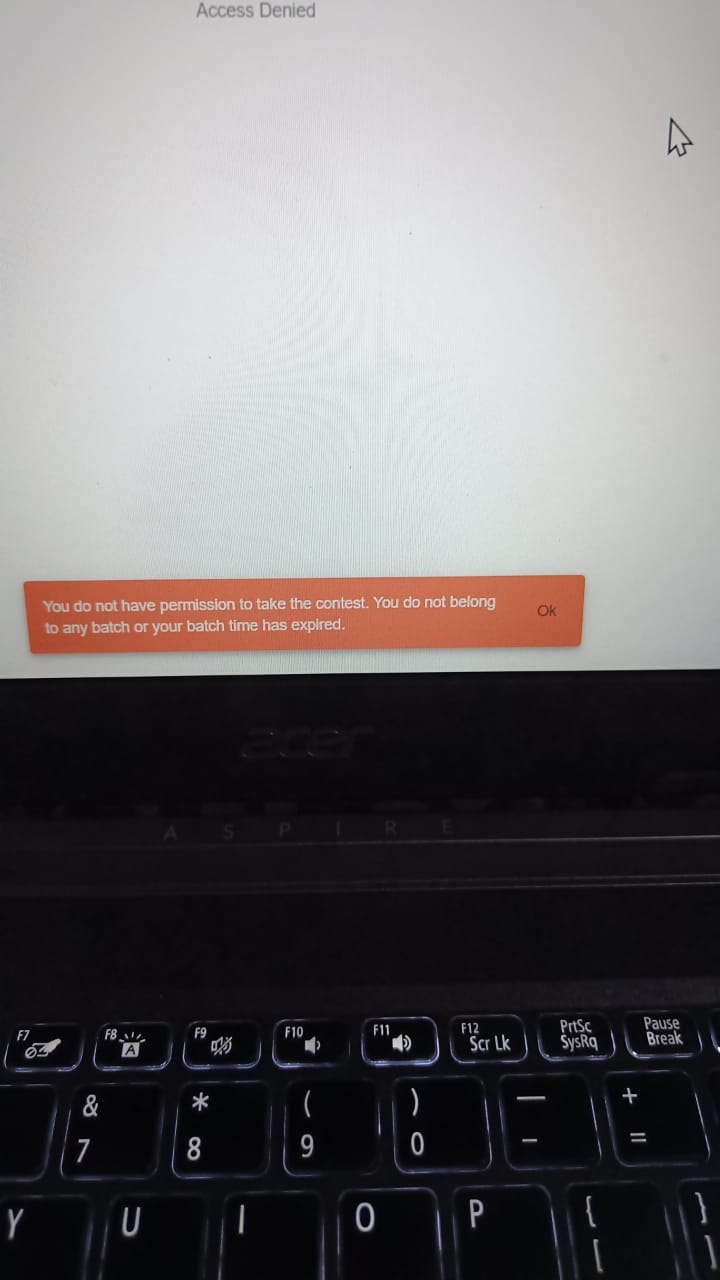 Access Denied
You do not have permission to take the contest. You do not belong
to any batch or your batch time has expired.
Ok
acer
ASPIRE
F7
F8
A
F9
F10
F11
F12
Scr Lk
PrtSc
SysRq
Pause
Break
&
7
*
8
(
9
)
0
—
-
+
=
Y
U
I
O
P
{
[
}
]